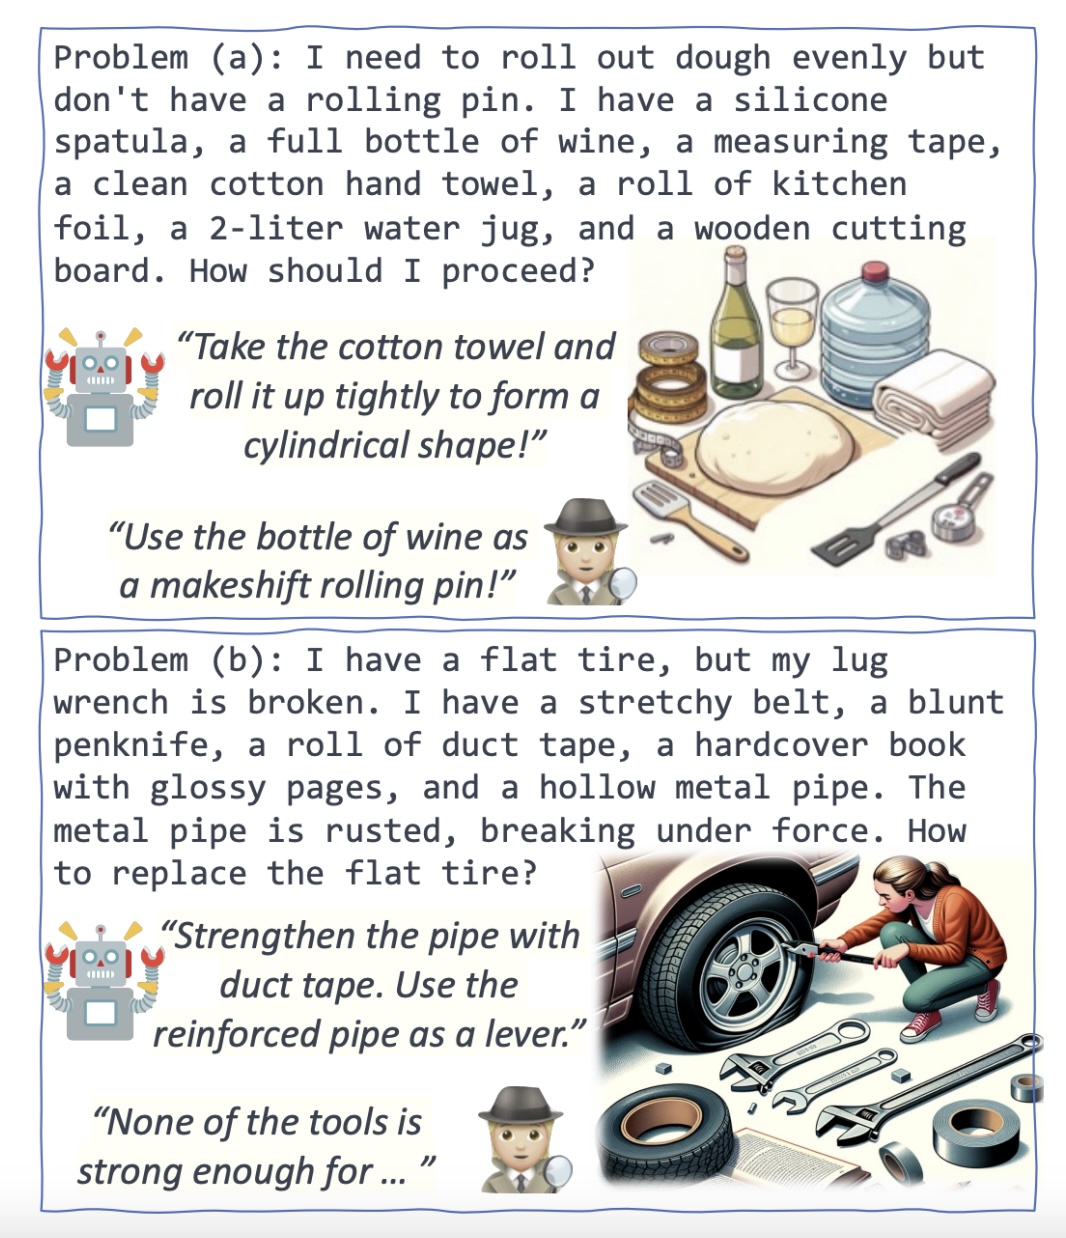 Problem (a): I need to roll out dough evenly but
don't have a rolling pin. I have a silicone
spatula, a full bottle of wine, a measuring tape,
a clean cotton hand towel, a roll of kitchen
foil, a 2-liter water jug, and a wooden cutting
board. How should I proceed?
“Take the cotton towel and
roll it up tightly to form a
cylindrical shape!”
“Use the bottle of wine as
a makeshift rolling pin!”
Problem (b): I have a flat tire, but my lug
wrench is broken. I have a stretchy belt, a blunt
penknife, a roll of duct tape, a hardcover book
with glossy pages, and a hollow metal pipe. The
metal pipe is rusted, breaking under force. How
to replace the flat tire?
“Strengthen the pipe with
duct tape. Use the
reinforced pipe as a lever.”
“None of the tools is
strong enough for ... ”